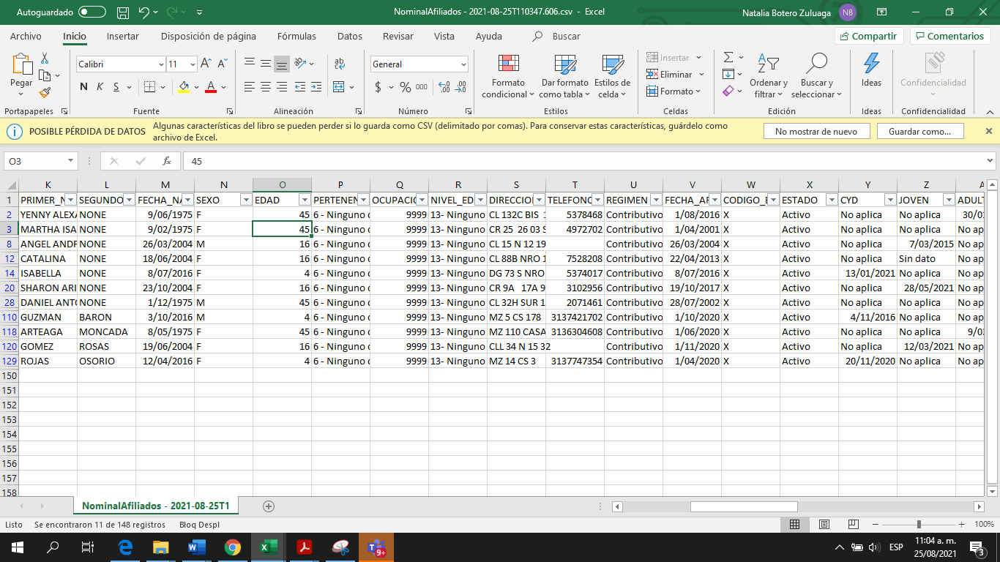 Autoguardado NominalAfiliados - 2021-08-25T110347.606.csv - Excel Natalia Botero Zuluaga NB
Archivo Inicio Insertar Disposición de página Fórmulas Datos Revisar Vista Ayuda Buscar Compartir Comentarios
Pegar Calibri 11 A A ab General Insertar Σ
N K S A $ % 000 Formato condicional Dar formato como tabla Estilos de celda Eliminar Formato Ordenar y filtrar Buscar y seleccionar Ideas Confidencialidad
Portapapeles Fuente Alineación Número Estilos Celdas Edición Ideas Confidencialidad
POSIBLE PÉRDIDA DE DATOS Algunas características del libro se pueden perder si lo guarda como CSV (delimitado por comas). Para conservar estas características, guárdelo como archivo de Excel. No mostrar de nuevo Guardar como...
O3 fx 45
K L M N O P Q R S T U V W X Y Z A
1 PRIMER_N SEGUNDO FECHA_NA SEXO EDAD PERTENEN OCUPACIO NIVEL_ED DIRECCION TELEFONO REGIMEN FECHA_AF CODIGO_E ESTADO CYD JOVEN ADULT
2 YENNY ALEXA NONE 9/06/1975 F 45 6 - Ninguno d 9999 13- Ninguno CL 132C BIS 1 5378468 Contributivo 1/08/2016 X Activo No aplica No aplica 30/0
3 MARTHA ISA NONE 9/02/1975 F 45 6 - Ninguno d 9999 13- Ninguno CR 25 26 03 S 4972702 Contributivo 1/04/2001 X Activo No aplica No aplica No ap
8 ANGEL ANDR NONE 26/03/2004 M 16 6 - Ninguno d 9999 13- Ninguno CL 15 N 12 19 Contributivo 26/03/2004 X Activo No aplica 7/03/2015 No ap
12 CATALINA NONE 18/06/2004 F 16 6 - Ninguno d 9999 13- Ninguno CL 88B NRO 1 7528208 Contributivo 22/04/2013 X Activo No aplica Sin dato No ap
14 ISABELLA NONE 8/07/2016 F 4 6 - Ninguno d 9999 13- Ninguno DG 73 S NRO 5374017 Contributivo 8/07/2016 X Activo 13/01/2021 No aplica No ap
20 SHARON ARI NONE 23/10/2004 F 16 6 - Ninguno d 9999 13- Ninguno CR 9A 17A 9 3102956 Contributivo 19/10/2017 X Activo No aplica 28/05/2021 No ap
28 DANIEL ANTO NONE 1/12/1975 M 45 6 - Ninguno d 9999 13- Ninguno CL 32H SUR 1 2071461 Contributivo 28/07/2002 X Activo No aplica No aplica No ap
110 GUZMAN BARON 3/10/2016 M 4 6 - Ninguno d 9999 13- Ninguno MZ 5 CS 178 3137421702 Contributivo 1/10/2020 X Activo 4/11/2016 No aplica No ap
118 ARTEAGA MONCADA 8/05/1975 F 45 6 - Ninguno d 9999 13- Ninguno MZ 110 CASA 3136304608 Contributivo 1/06/2020 X Activo No aplica No aplica 9/0
120 GOMEZ ROSAS 19/06/2004 F 16 6 - Ninguno d 9999 13- Ninguno CLL 34 N 15 32 Contributivo 1/11/2020 X Activo No aplica 12/03/2021 No ap
129 ROJAS OSORIO 12/04/2016 F 4 6 - Ninguno d 9999 13- Ninguno MZ 14 CS 3 3137747354 Contributivo 1/04/2020 X Activo 20/11/2020 No aplica No ap
150
151
152
153
154
155
156
157
158
NominalAfiliados - 2021-08-25T1
Listo Se encontraron 11 de 148 registros Bloq Despl 100%
9+ ESP 11:04 a. m.
25/08/2021 3